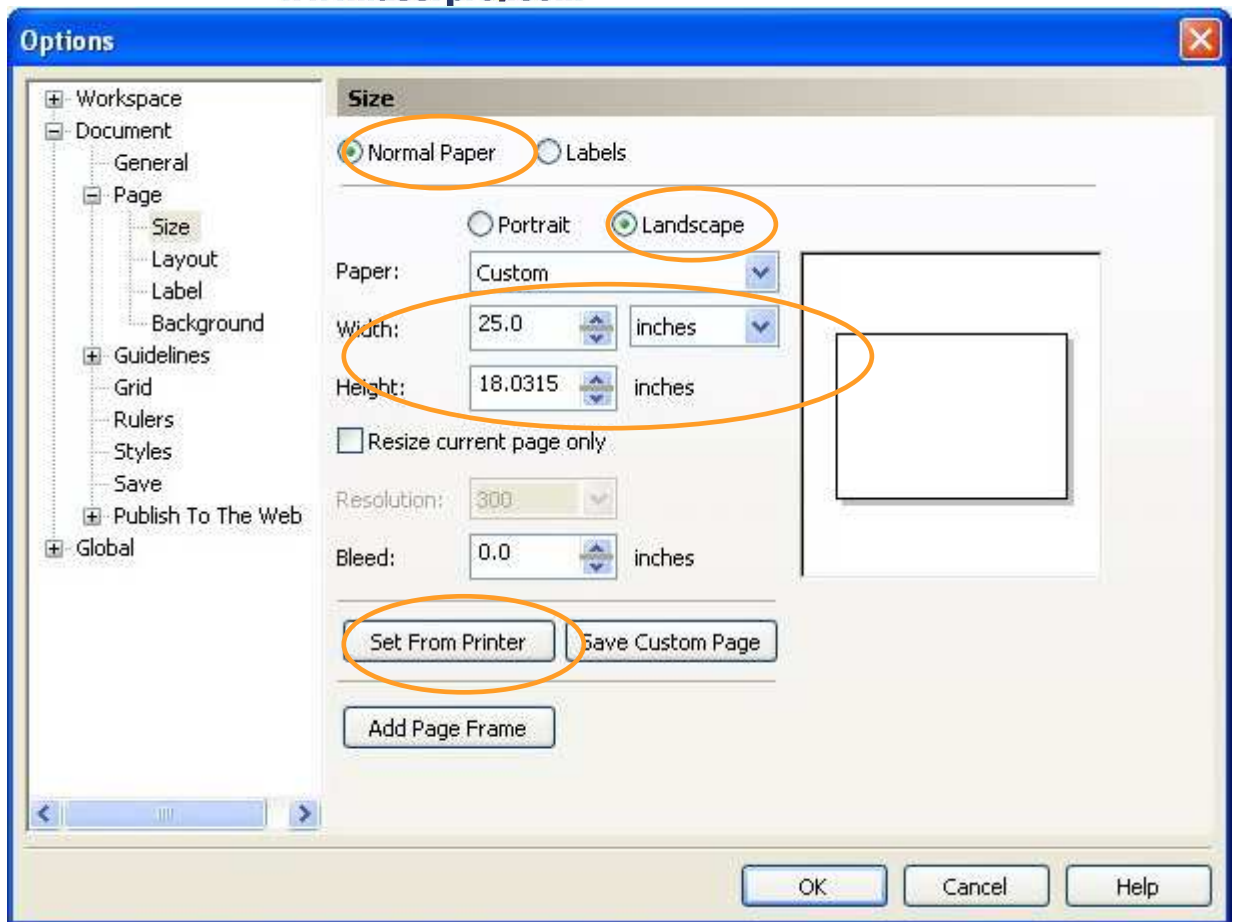 Options
Workspace
Document
General
Page
Size
Layout
Label
Background
Guidelines
Grid
Rulers
Styles
Save
Publish To The Web
Global
Size
Normal Paper Labels
Portrait Landscape
Paper: Custom
Width: 25.0 inches
Height: 18.0315 inches
Resize current page only
Resolution: 300
Bleed: 0.0 inches
Set From Printer Save Custom Page
Add Page Frame
OK Cancel Help